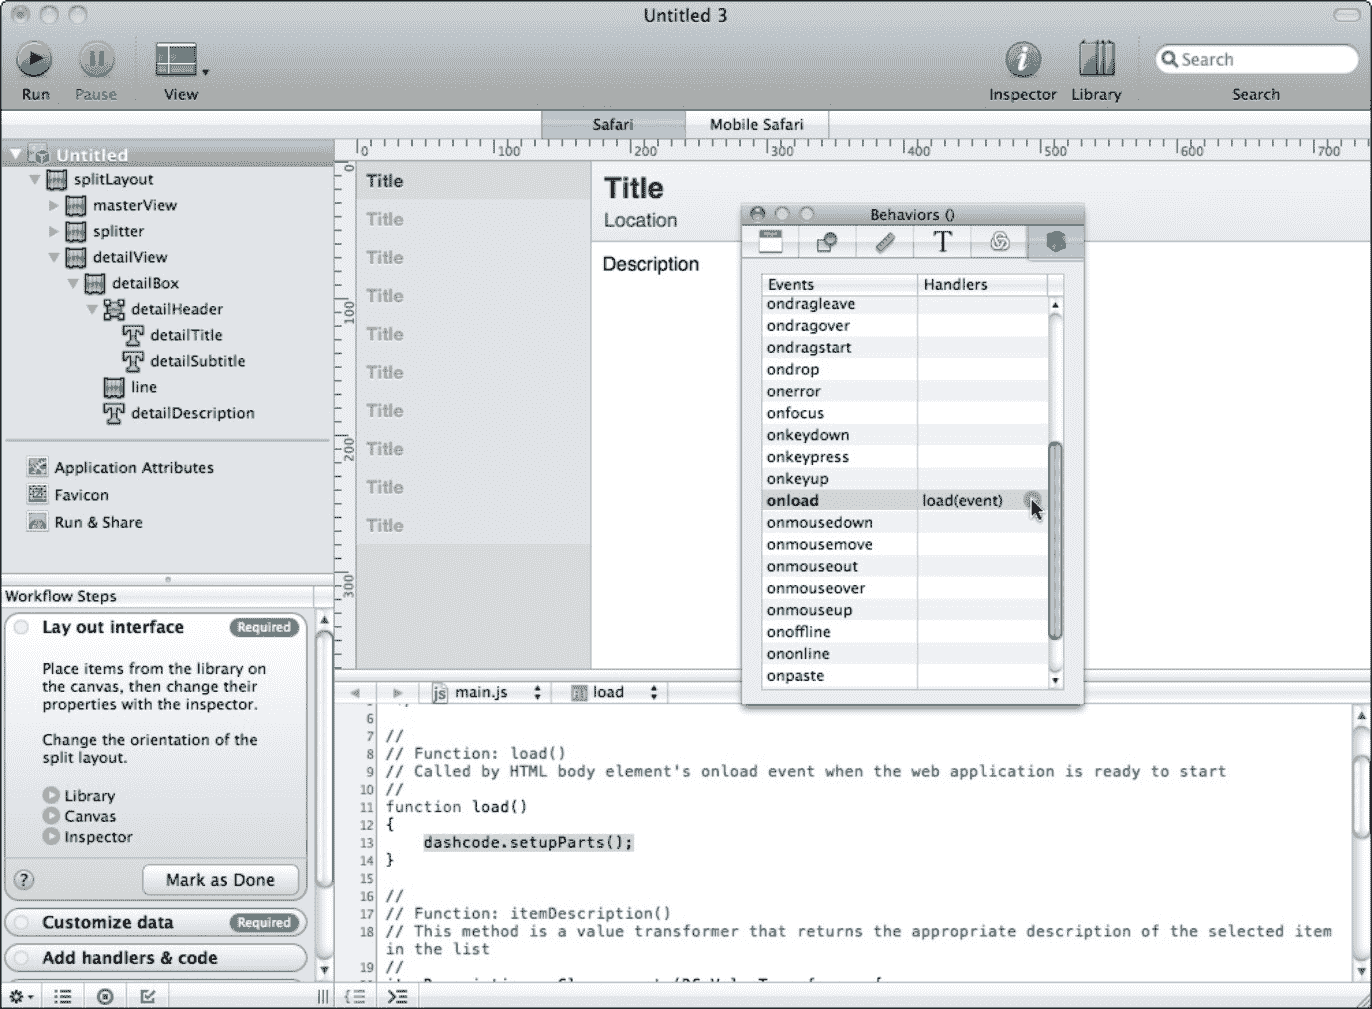 Untitled 3
Run
Pause
View
Inspector
Library
Search
Search
Safari
Mobile Safari
Untitled
splitLayout
masterView
splitter
detailView
detailBox
detailHeader
detailTitle
detailSubtitle
line
detailDescription
Application Attributes
Favicon
Run & Share
0
100
200
300
400
500
600
700
0
100
200
300
Title
Title
Title
Title
Title
Title
Title
Title
Title
Title
Title
Location
Description
Behaviors ()
T
Events
Handlers
ondragleave
ondragover
ondragstart
ondrop
onerror
onfocus
onkeydown
onkeypress
onkeyup
onload
load(event)
onmousedown
onmousemove
onmouseout
onmouseover
onmouseup
onoffline
ononline
onpaste
Workflow Steps
Lay out interface
Required
Place items from the library on
the canvas, then change their
properties with the inspector.
Change the orientation of the
split layout.
Library
Canvas
Inspector
?
Mark as Done
Customize data
Required
Add handlers & code
js main.js
load
6
7 //
8 // Function: load()
9 // Called by HTML body element's onload event when the web application is ready to start
10 //
11 function load()
12 {
13 dashcode.setupParts();
14 }
15
16 //
17 // Function: itemDescription()
18 // This method is a value transformer that returns the appropriate description of the selected item
in the list
19 //